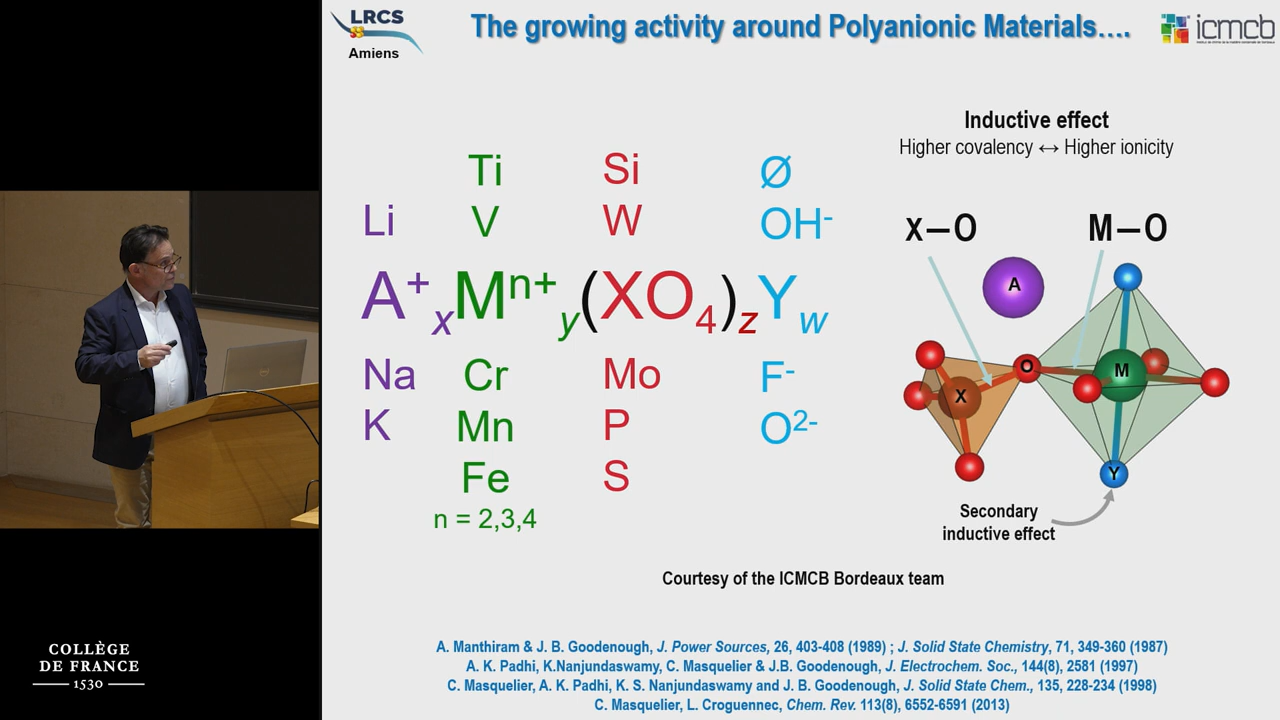 LRCS
Amiens
The growing activity around Polyanionic Materials….
icmcb
Inductive effect
Higher covalency ↔ Higher ionicity
Ti Si Ø
Li V W OH-
A+xMn+y(XO4)zYw
Na Cr Mo F-
K Mn P O2-
Fe S
n = 2,3,4
X–O M–O
A
O
X
M
Y
Secondary
inductive effect
Courtesy of the ICMCB Bordeaux team
A. Manthiram & J. B. Goodenough, J. Power Sources, 26, 403-408 (1989) ; J. Solid State Chemistry, 71, 349-360 (1987)
A. K. Padhi, K.Nanjundaswamy, C. Masquelier & J.B. Goodenough, J. Electrochem. Soc., 144(8), 2581 (1997)
C. Masquelier, A. K. Padhi, K. S. Nanjundaswamy and J. B. Goodenough, J. Solid State Chem., 135, 228-234 (1998)
C. Masquelier, L. Croguennec, Chem. Rev. 113(8), 6552-6591 (2013)
COLLÈGE
DE FRANCE
1530